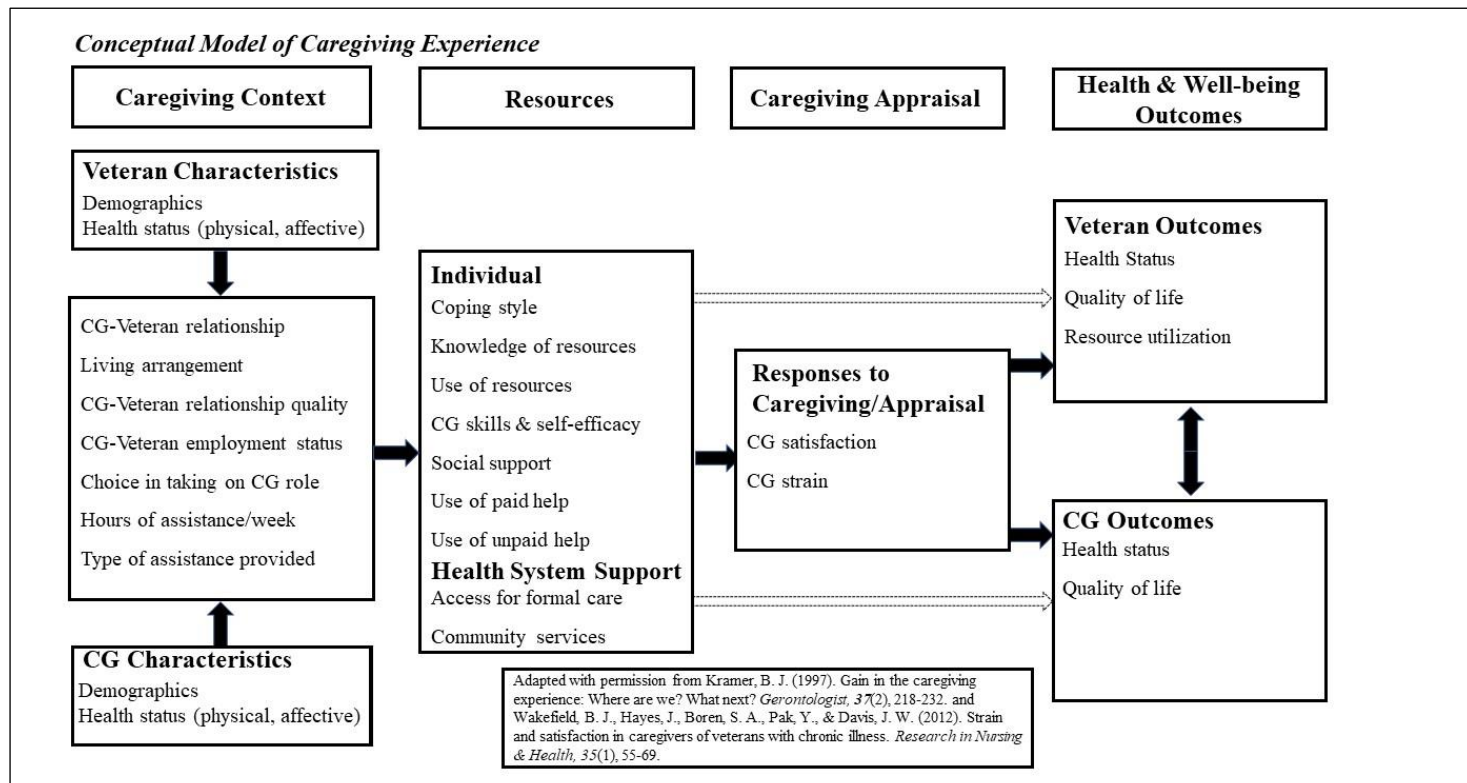 Conceptual Model of Caregiving Experience
Caregiving Context
Resources
Caregiving Appraisal
Health & Well-being
Outcomes
Veteran Characteristics
Demographics
Health status (physical, affective)
CG-Veteran relationship
Living arrangement
CG-Veteran relationship quality
CG-Veteran employment status
Choice in taking on CG role
Hours of assistance/week
Type of assistance provided
CG Characteristics
Demographics
Health status (physical, affective)
Individual
Coping style
Knowledge of resources
Use of resources
CG skills & self-efficacy
Social support
Use of paid help
Use of unpaid help
Health System Support
Access for formal care
Community services
Responses to
Caregiving/Appraisal
CG satisfaction
CG strain
Veteran Outcomes
Health Status
Quality of life
Resource utilization
CG Outcomes
Health status
Quality of life
Adapted with permission from Kramer, B. J. (1997). Gain in the caregiving
experience: Where are we? What next? Gerontologist, 37(2), 218-232. and
Wakefield, B. J., Hayes, J., Boren, S. A., Pak, Y., & Davis, J. W. (2012). Strain
and satisfaction in caregivers of veterans with chronic illness. Research in Nursing
& Health, 35(1), 55-69.